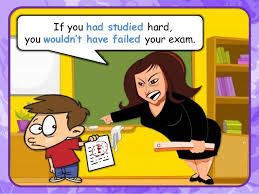 If you had studied hard,
you wouldn't have failed your exam.
F